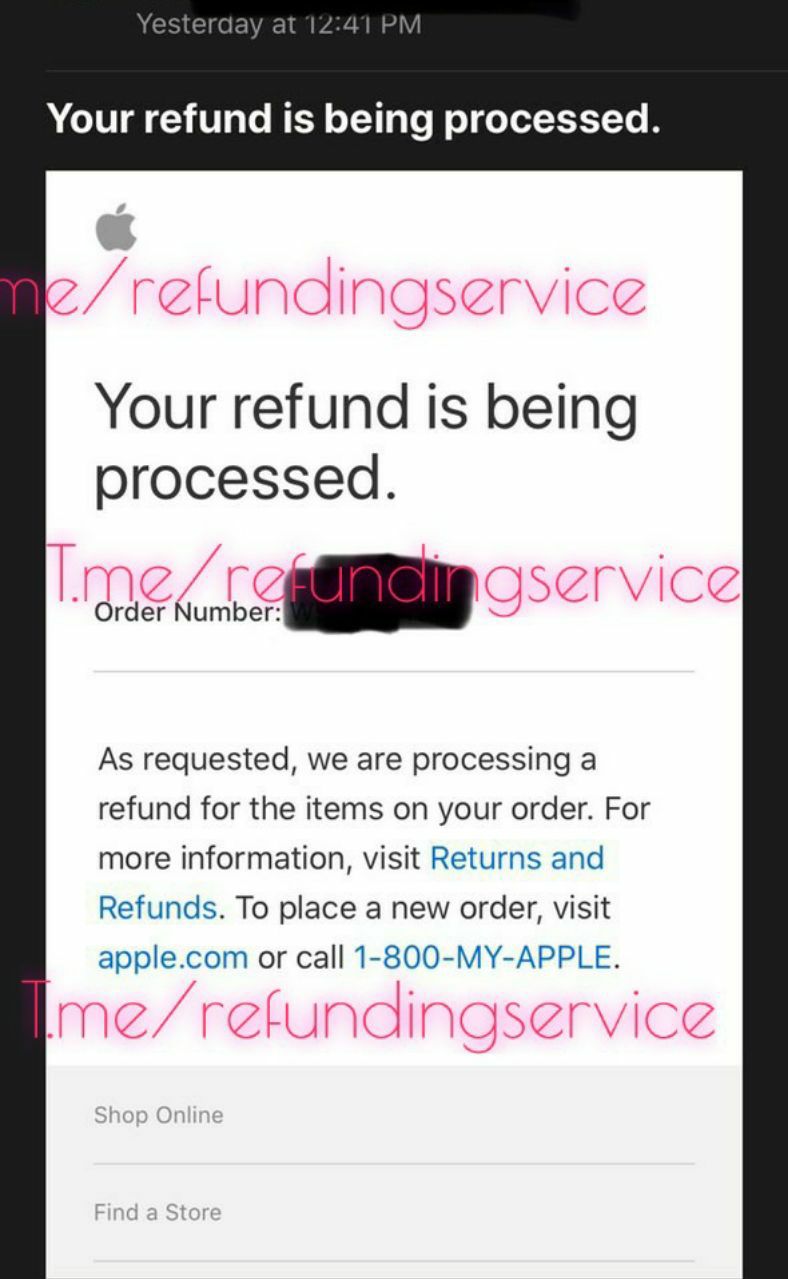 Yesterday at 12:41 PM
Your refund is being processed.
me/refundingservice
Your refund is being
processed.
T.me/refundingservice
Order Number: W
As requested, we are processing a
refund for the items on your order. For
more information, visit Returns and
Refunds. To place a new order, visit
apple.com or call 1-800-MY-APPLE.
T.me/refundingservice
Shop Online
Find a Store